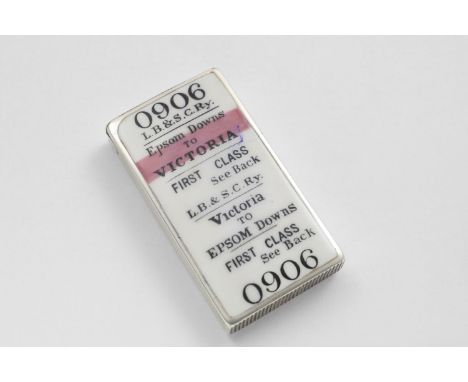 0906
L.B.&S.C.Ry.
Epsom Downs
TO
VICTORIA
FIRST CLASS
See Back
L.B.&S.C.Ry.
Victoria
TO
EPSOM Downs
FIRST CLASS
See Back
0906